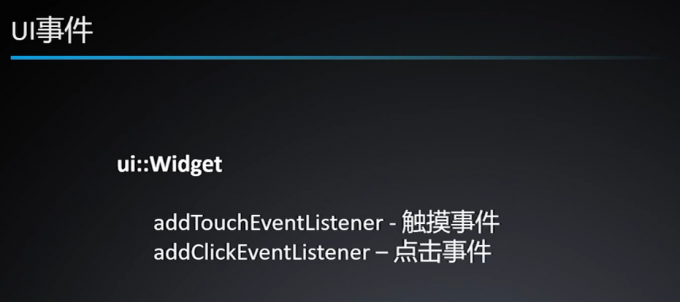 UI事件
ui::Widget
addTouchEventListener - 触摸事件
addClickEventListener – 点击事件